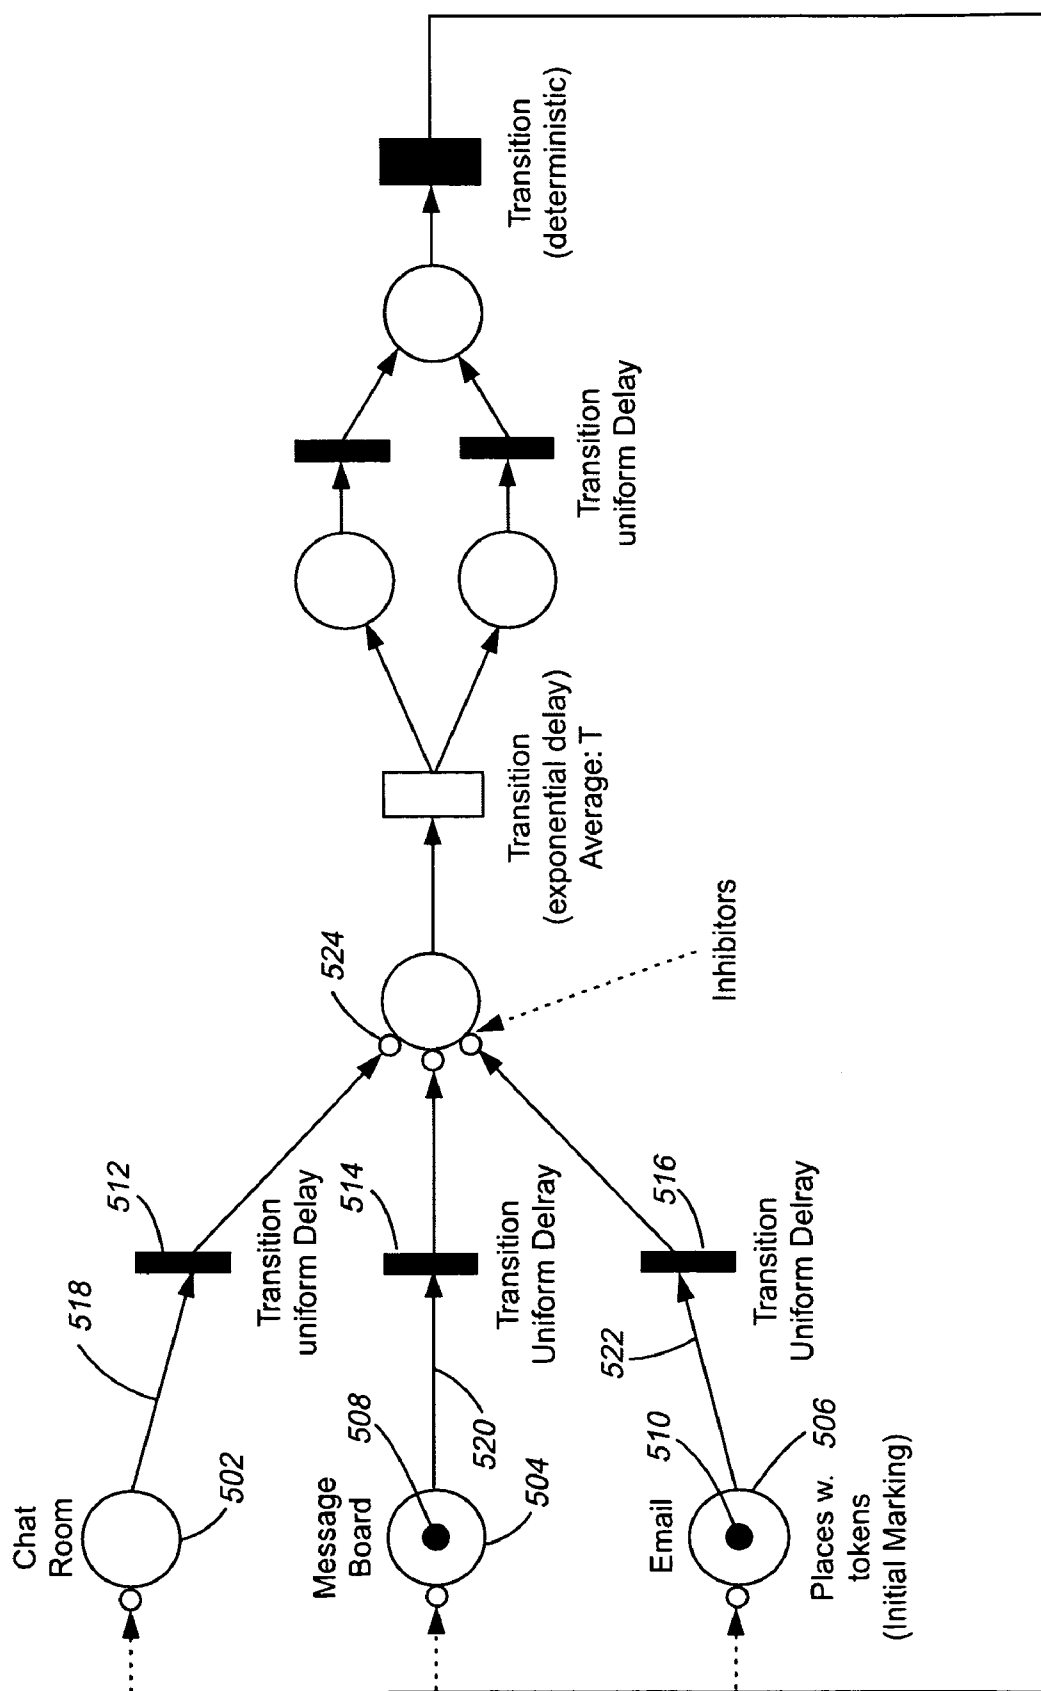 Chat
Room
502
518
512
Transition
uniform Delay
Message
Board
508
504
520
514
Transition
Uniform Delray
Email
510
506
Places w.
tokens
(Initial Marking)
522
516
Transition
Uniform Delray
524
Inhibitors
Transition
(exponential delay)
Average: T
Transition
uniform Delay
Transition
(deterministic)